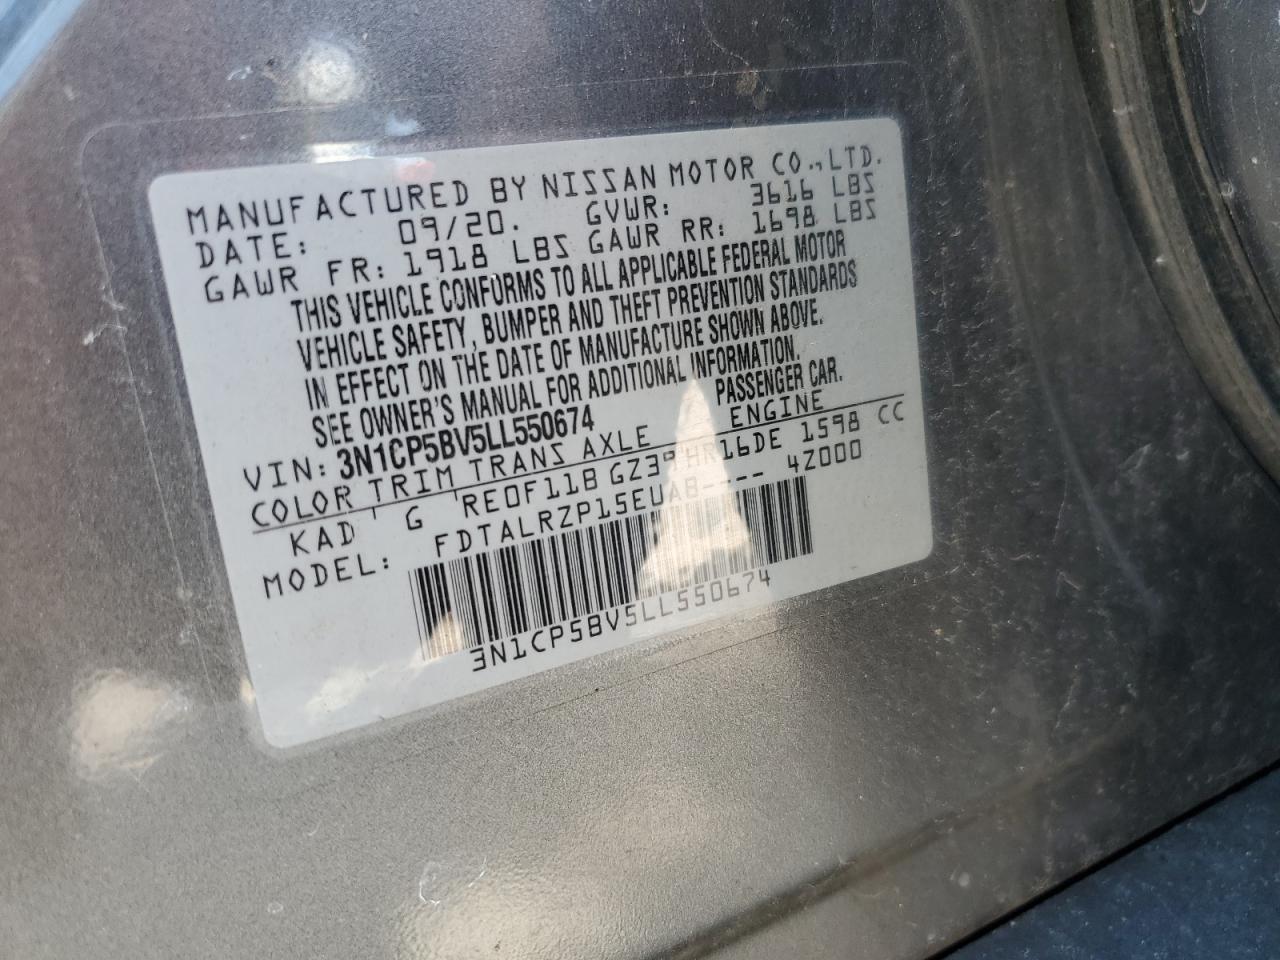 MANUFACTURED BY NISSAN MOTOR CO., LTD.
DATE: 09/20. GVWR: 3616 LBS
GAWR FR: 1918 LBS GAWR RR: 1698 LBS
THIS VEHICLE CONFORMS TO ALL APPLICABLE FEDERAL MOTOR
VEHICLE SAFETY, BUMPER AND THEFT PREVENTION STANDARDS
IN EFFECT ON THE DATE OF MANUFACTURE SHOWN ABOVE.
SEE OWNER'S MANUAL FOR ADDITIONAL INFORMATION.
VIN: 3N1CP5BV5LL550674 PASSENGER CAR.
COLOR TRIM TRANS AXLE ENGINE
KAD G RE0F11B GZ39 HR16DE 1598 CC
MODEL: FDTALRZP15EUAB---- 4Z000
3N1CP5BV5LL550674